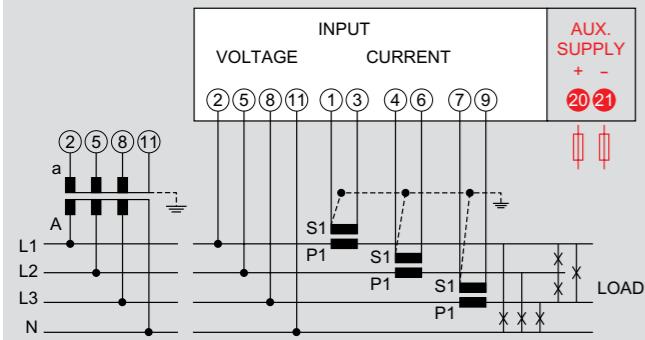 INPUT
VOLTAGE CURRENT
AUX.
SUPPLY
+ –
2 5 8 11 1 3 4 6 7 9
20 21
2 5 8 11
a
A
S1
P1
S1
P1
S1
P1
L1
L2
L3
N
LOAD